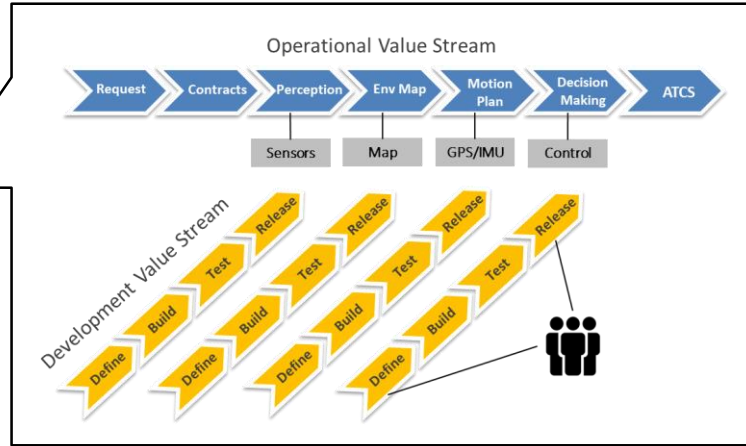 Operational Value Stream
Request
Contracts
Perception
Env Map
Motion
Plan
Decision
Making
ATCS
Sensors
Map
GPS/IMU
Control
Development Value Stream
Define
Build
Test
Release
Define
Build
Test
Release
Define
Build
Test
Release
Define
Build
Test
Release